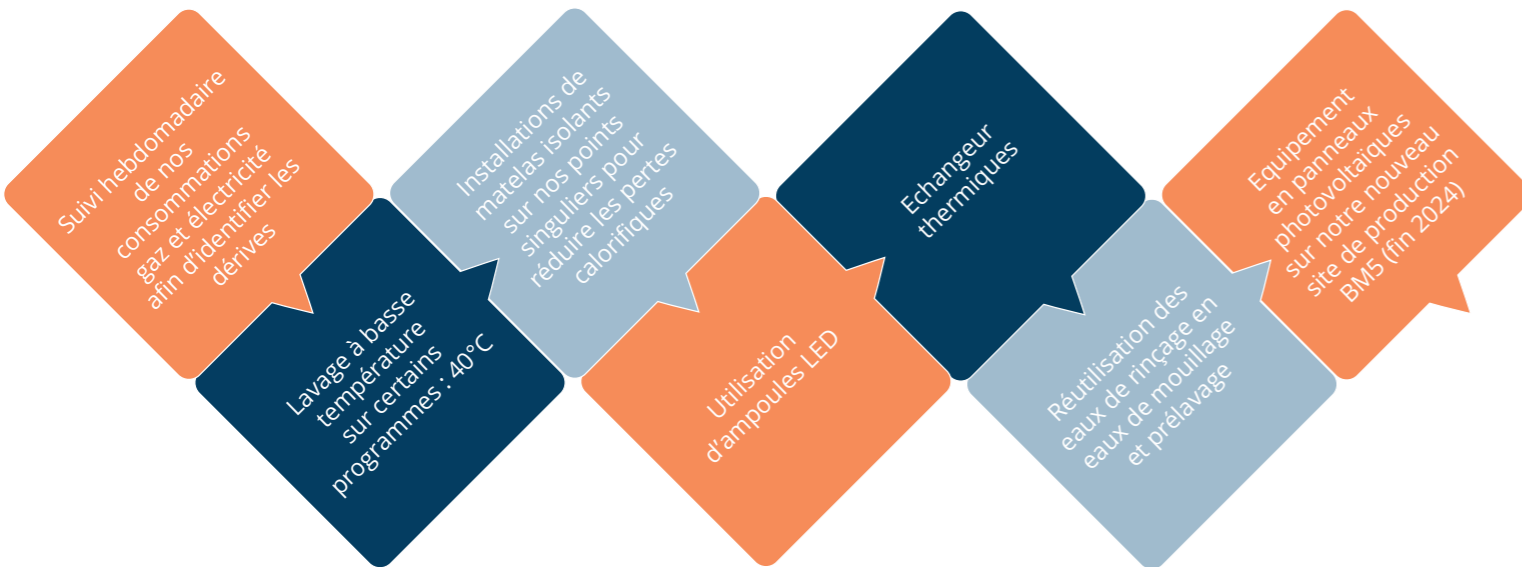 Suivi hebdomadaire
de nos
consommations
gaz et électricité
afin d'identifier les
dérives
Lavage à basse
température
sur certains
programmes : 40°C
Installations de
matelas isolants
sur nos points
singuliers pour
réduire les pertes
calorifiques
Utilisation
d'ampoules LED
Echangeur
thermiques
Réutilisation des
eaux de rinçage en
eaux de mouillage
et prélavage
Equipement
en panneaux
photovoltaïques
sur notre nouveau
site de production
BM5 (fin 2024)